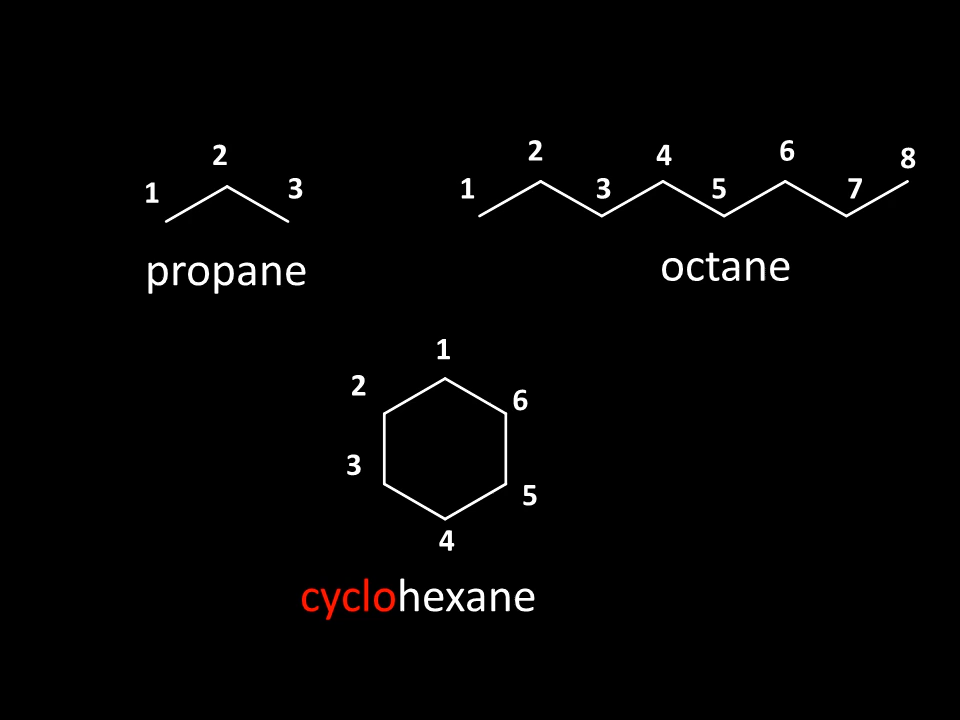 1 2 3
propane
1 2 3 4 5 6 7 8
octane
1
2
6
3
5
4
cyclohexane